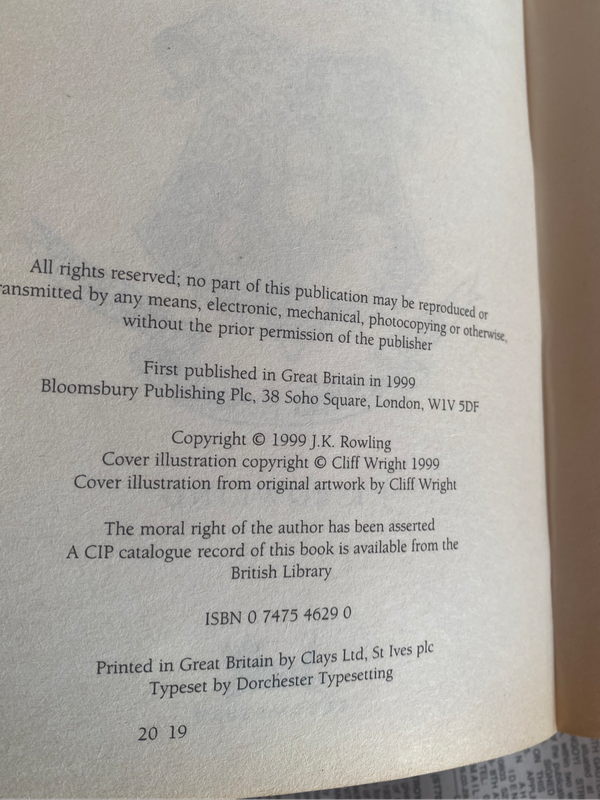 All rights reserved; no part of this publication may be reproduced or
ansmitted by any means, electronic, mechanical, photocopying or otherwise,
without the prior permission of the publisher
First published in Great Britain in 1999
Bloomsbury Publishing Plc, 38 Soho Square, London, W1V 5DF
Copyright © 1999 J.K. Rowling
Cover illustration copyright © Cliff Wright 1999
Cover illustration from original artwork by Cliff Wright
The moral right of the author has been asserted
A CIP catalogue record of this book is available from the
British Library
ISBN 0 7475 4629 0
Printed in Great Britain by Clays Ltd, St Ives plc
Typeset by Dorchester Typesetting
20 19